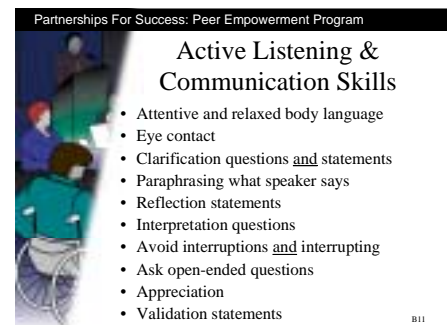 Partnerships For Success: Peer Empowerment Program
Active Listening &
Communication Skills
• Attentive and relaxed body language
• Eye contact
• Clarification questions and statements
• Paraphrasing what speaker says
• Reflection statements
• Interpretation questions
• Avoid interruptions and interrupting
• Ask open-ended questions
• Appreciation
• Validation statements
B11